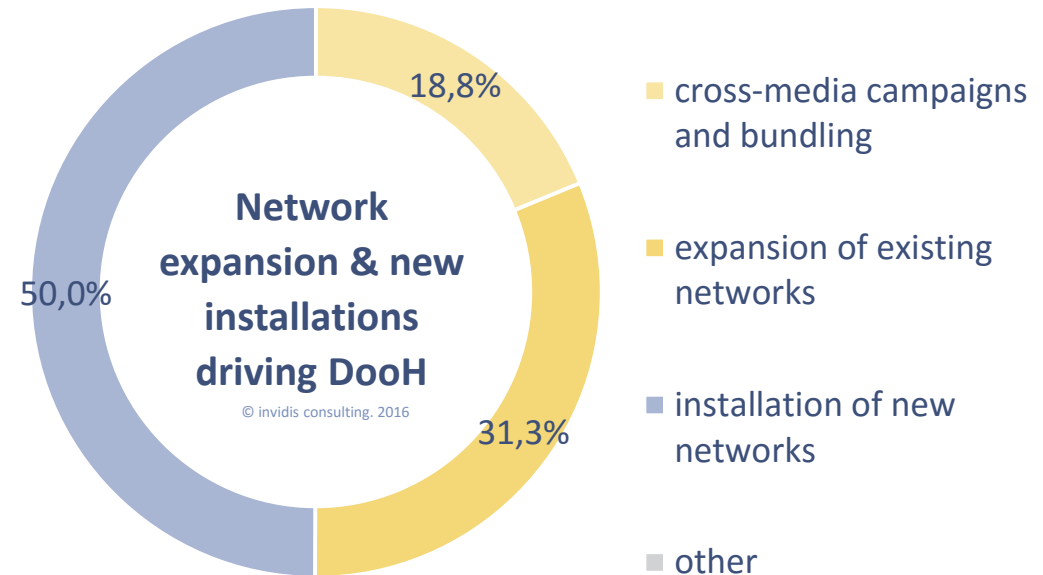 18,8%
50,0%
31,3%
Network
expansion & new
installations
driving DooH
© invidis consulting. 2016
cross-media campaigns
and bundling
expansion of existing
networks
installation of new
networks
other